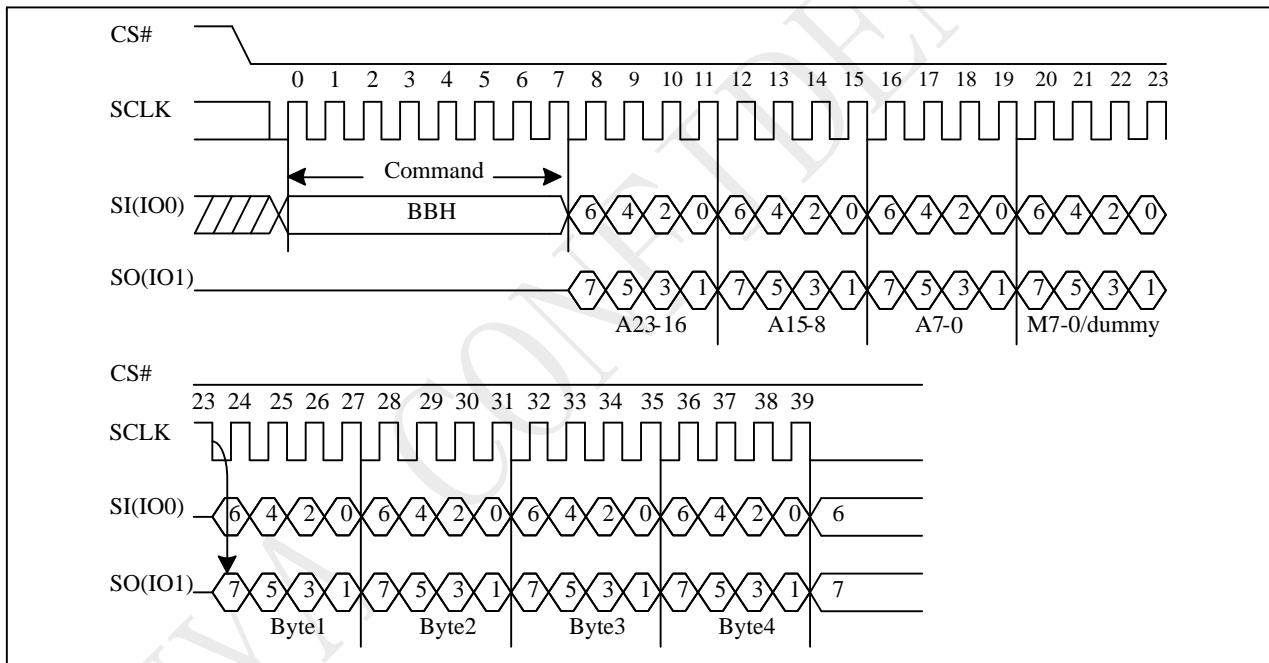 CS#
0 1 2 3 4 5 6 7 8 9 10 11 12 13 14 15 16 17 18 19 20 21 22 23
SCLK
Command
SI(IO0) BBH 6 4 2 0 6 4 2 0 6 4 2 0 6 4 2 0
SO(IO1) 7 5 3 1 7 5 3 1 7 5 3 1 7 5 3 1
A23-16 A15-8 A7-0 M7-0/dummy
CS#
23 24 25 26 27 28 29 30 31 32 33 34 35 36 37 38 39
SCLK
SI(IO0) 6 4 2 0 6 4 2 0 6 4 2 0 6 4 2 0 6
SO(IO1) 7 5 3 1 7 5 3 1 7 5 3 1 7 5 3 1 7
Byte1 Byte2 Byte3 Byte4